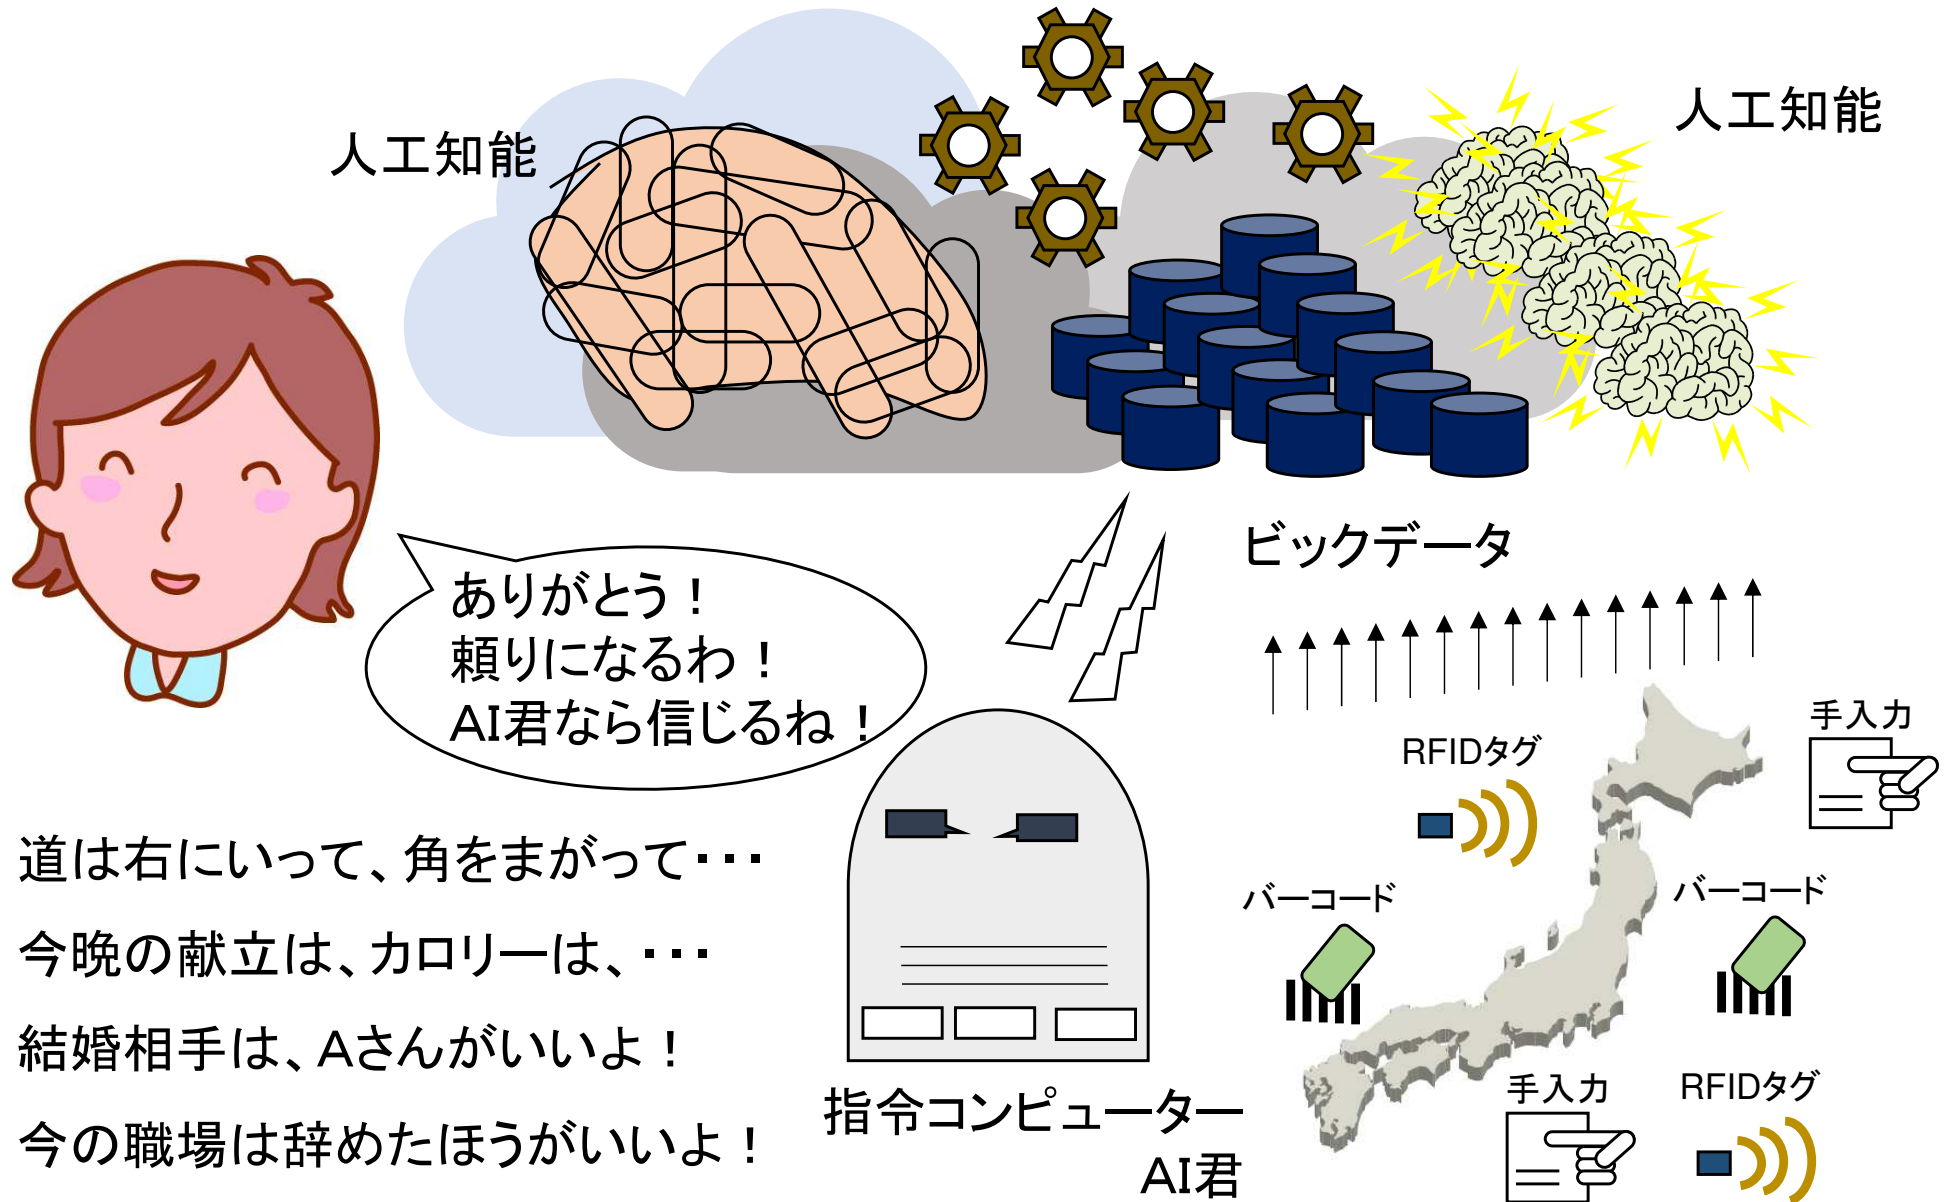 人工知能
人工知能
ビックデータ
ありがとう！
頼りになるわ！
AI君なら信じるね！
手入力
RFIDタグ
道は右にいって、角をまがって･･･
バーコード
バーコード
今晩の献立は、カロリーは、･･･
結婚相手は、Aさんがいいよ！
指令コンピューター
AI君
手入力
RFIDタグ
今の職場は辞めたほうがいいよ！